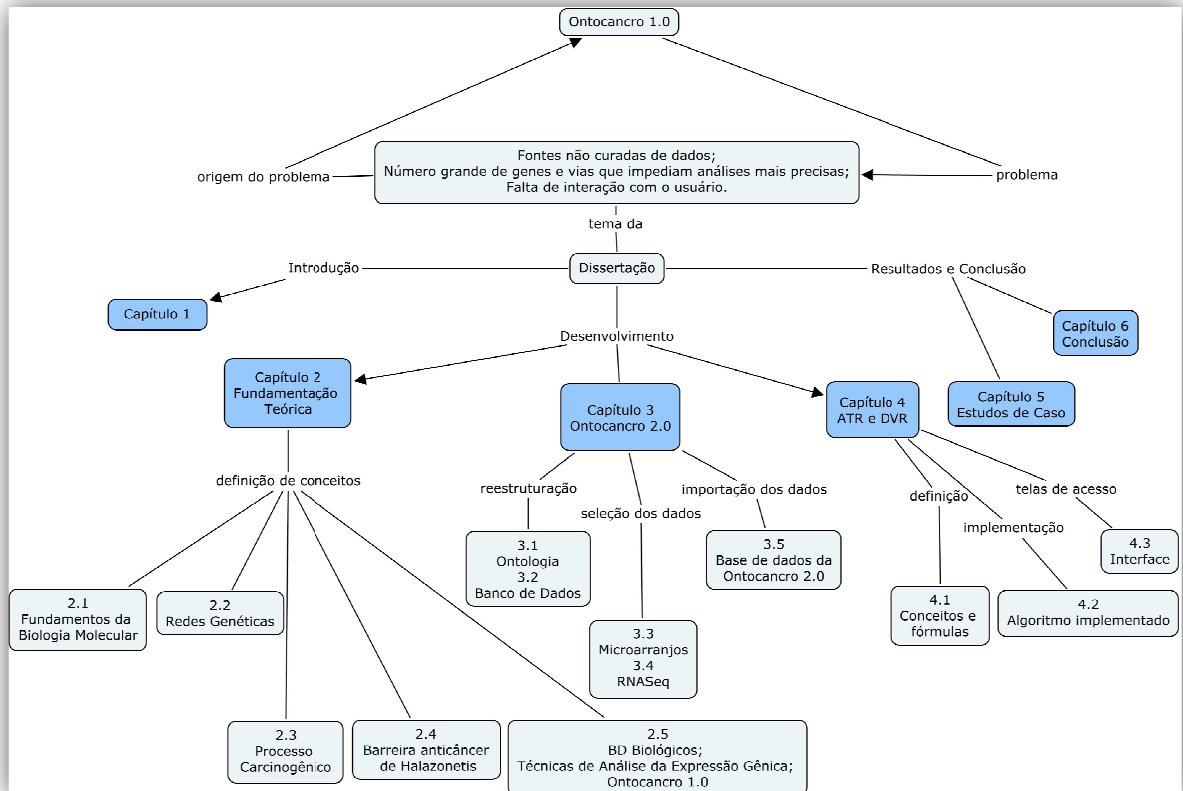 Ontocancro 1.0
Fontes não curadas de dados;
Número grande de genes e vias que impediam análises mais precisas;
Falta de interação com o usuário.
origem do problema
problema
tema da
Introdução
Dissertação
Resultados e Conclusão
Capítulo 1
Capítulo 6
Conclusão
Desenvolvimento
Capítulo 2
Fundamentação
Teórica
Capítulo 3
Ontocancro 2.0
Capítulo 4
ATR e DVR
Capítulo 5
Estudos de Caso
definição de conceitos
reestruturação
seleção dos dados
importação dos dados
definição
implementação
telas de acesso
3.1
Ontologia
3.2
Banco de Dados
3.5
Base de dados da
Ontocancro 2.0
4.3
Interface
2.1
Fundamentos da
Biologia Molecular
2.2
Redes Genéticas
3.3
Microarranjos
3.4
RNASeq
4.1
Conceitos e
fórmulas
4.2
Algoritmo implementado
2.3
Processo
Carcinogênico
2.4
Barreira anticâncer
de Halazonetis
2.5
BD Biológicos;
Técnicas de Análise da Expressão Gênica;
Ontocancro 1.0